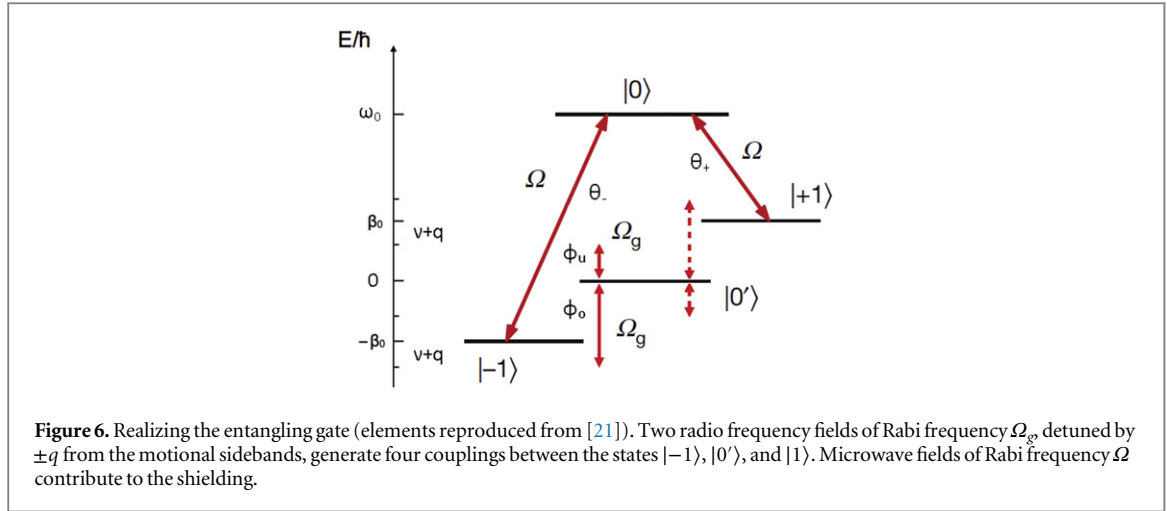 E/ħ
|0⟩
ω₀
Ω
θ₊
Ω
θ₋
|+1⟩
β₀
ν+q
Ω_g
ϕ_u
0
|0′⟩
ϕ₀
Ω_g
-β₀
ν+q
|−1⟩
Figure 6. Realizing the entangling gate (elements reproduced from [21]). Two radio frequency fields of Rabi frequency Ω_g, detuned by
±q from the motional sidebands, generate four couplings between the states |−1⟩, |0′⟩, and |1⟩. Microwave fields of Rabi frequency Ω
contribute to the shielding.